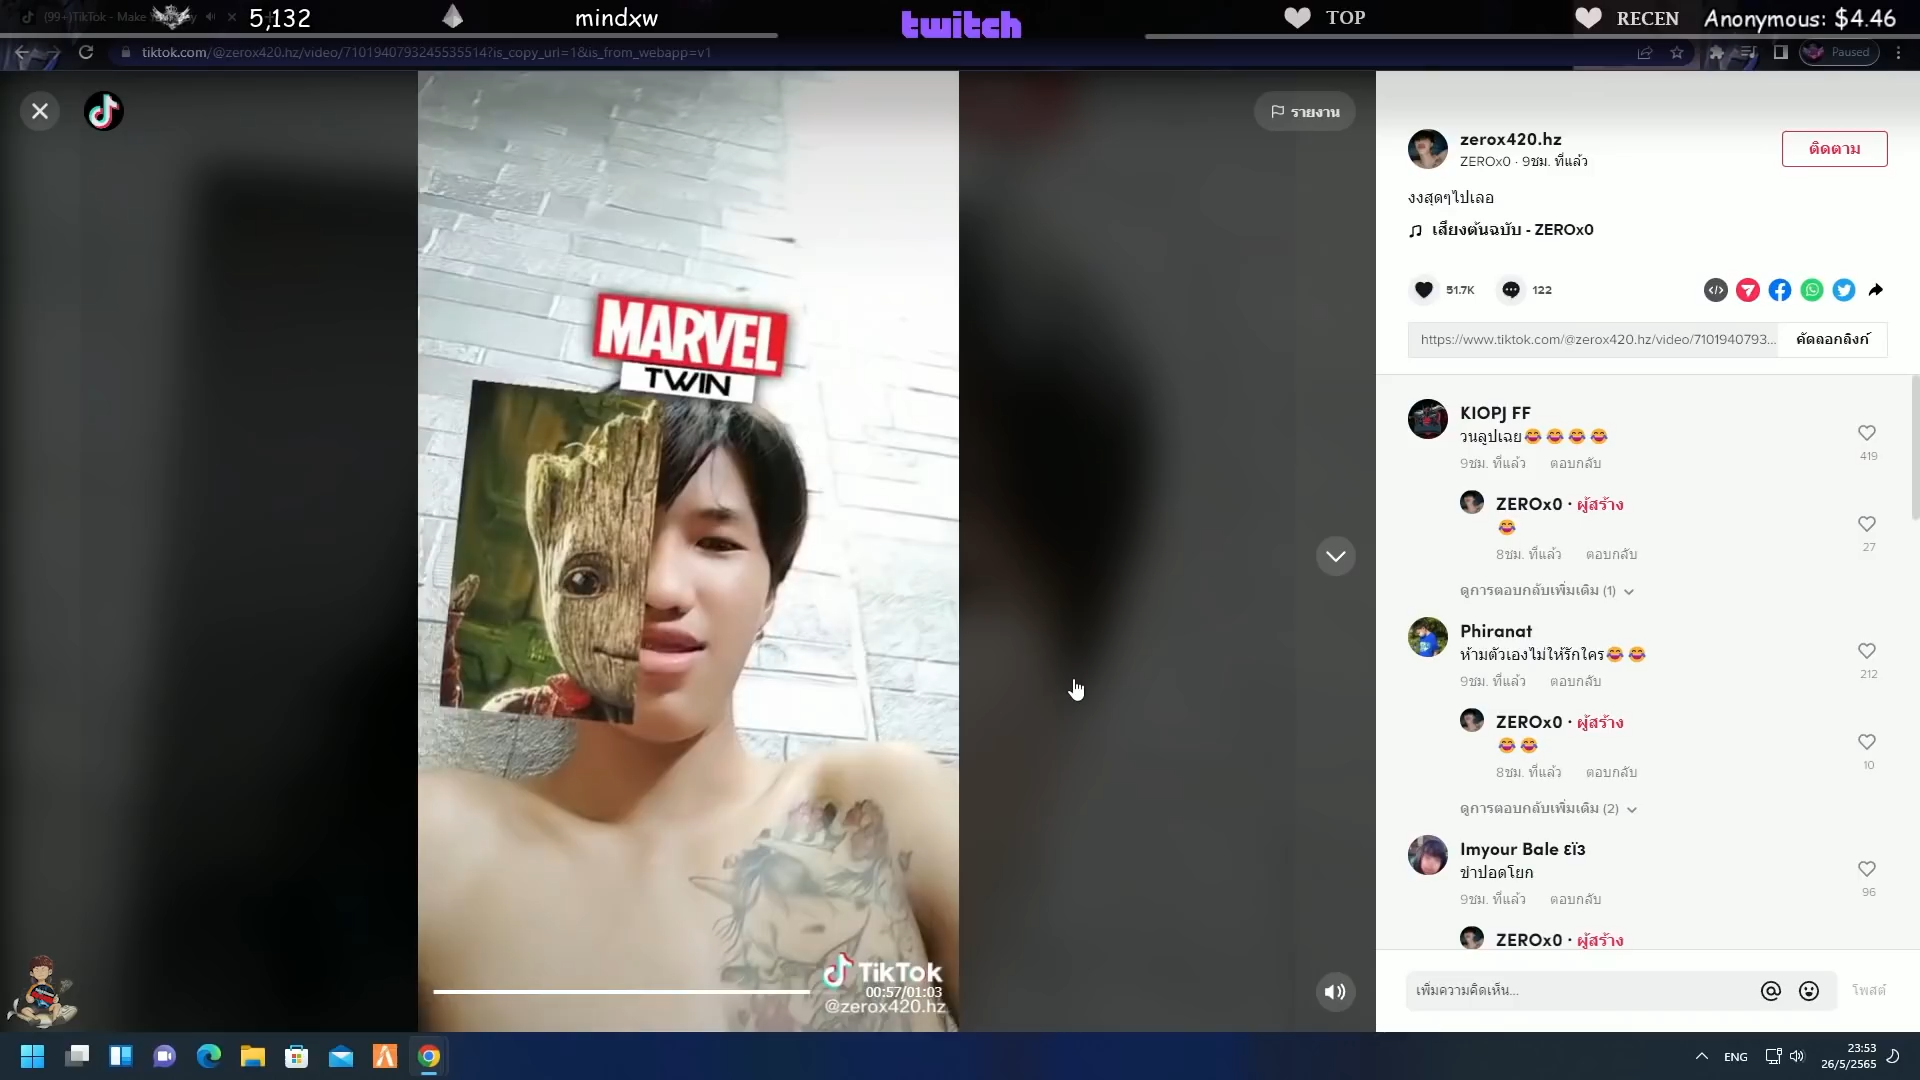 5,132
mindxw
twitch
TOP
RECEN
Anonymous: $4.46
(99+)TikTok - Make Your Day
tiktok.com/@zerox420.hz/video/7101940793245535514?is_copy_url=1&is_from_webapp=v1
Paused
รายงาน
MARVEL
TWIN
TikTok
00:57/01:03
@zerox420.hz
zerox420.hz
ZEROx0 · 9ชม. ที่แล้ว
ติดตาม
งงสุดๆไปเลอ
เสียงต้นฉบับ - ZEROx0
51.7K
122
https://www.tiktok.com/@zerox420.hz/video/7101940793...
คัดลอกลิงก์
KIOPJ FF
วนลูปเฉย😂😂😂😂
419
9ชม. ที่แล้ว ตอบกลับ
ZEROx0 · ผู้สร้าง
😂
27
8ชม. ที่แล้ว ตอบกลับ
ดูการตอบกลับเพิ่มเติม (1)
Phiranat
ห้ามตัวเองไม่ให้รักใคร😂😂
212
9ชม. ที่แล้ว ตอบกลับ
ZEROx0 · ผู้สร้าง
😂😂
10
8ชม. ที่แล้ว ตอบกลับ
ดูการตอบกลับเพิ่มเติม (2)
Imyour Bale εïз
ขำปอดโยก
96
9ชม. ที่แล้ว ตอบกลับ
ZEROx0 · ผู้สร้าง
เพิ่มความคิดเห็น...
โพสต์
ENG
23:53
26/5/2565